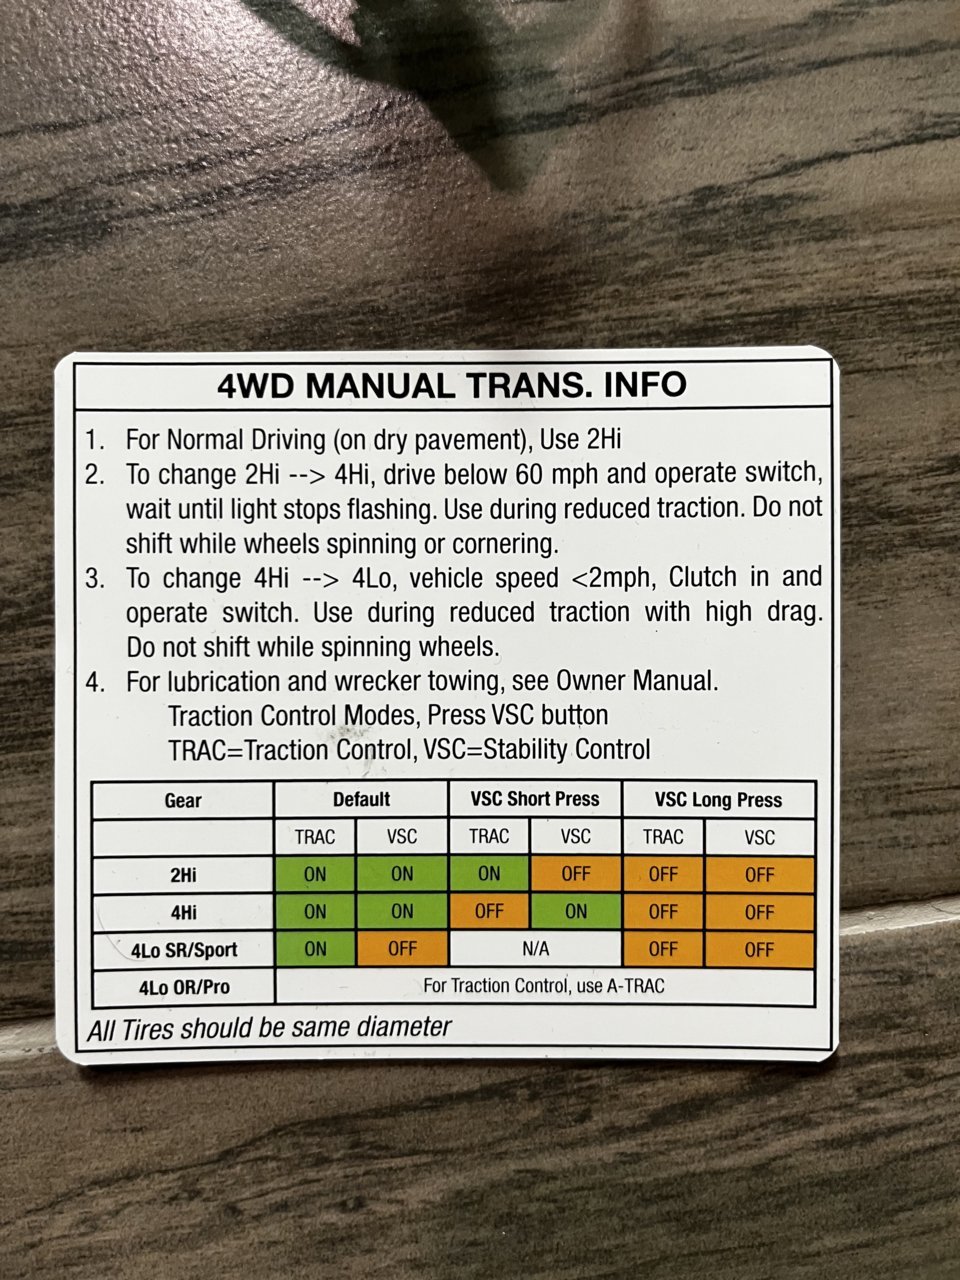 4WD MANUAL TRANS. INFO
1. For Normal Driving (on dry pavement), Use 2Hi
2. To change 2Hi --> 4Hi, drive below 60 mph and operate switch,
wait until light stops flashing. Use during reduced traction. Do not
shift while wheels spinning or cornering.
3. To change 4Hi --> 4Lo, vehicle speed <2mph, Clutch in and
operate switch. Use during reduced traction with high drag.
Do not shift while spinning wheels.
4. For lubrication and wrecker towing, see Owner Manual.
Traction Control Modes, Press VSC button
TRAC=Traction Control, VSC=Stability Control
Gear Default VSC Short Press VSC Long Press
TRAC VSC TRAC VSC TRAC VSC
2Hi ON ON ON OFF OFF OFF
4Hi ON ON OFF ON OFF OFF
4Lo SR/Sport ON OFF N/A OFF OFF
4Lo OR/Pro For Traction Control, use A-TRAC
All Tires should be same diameter